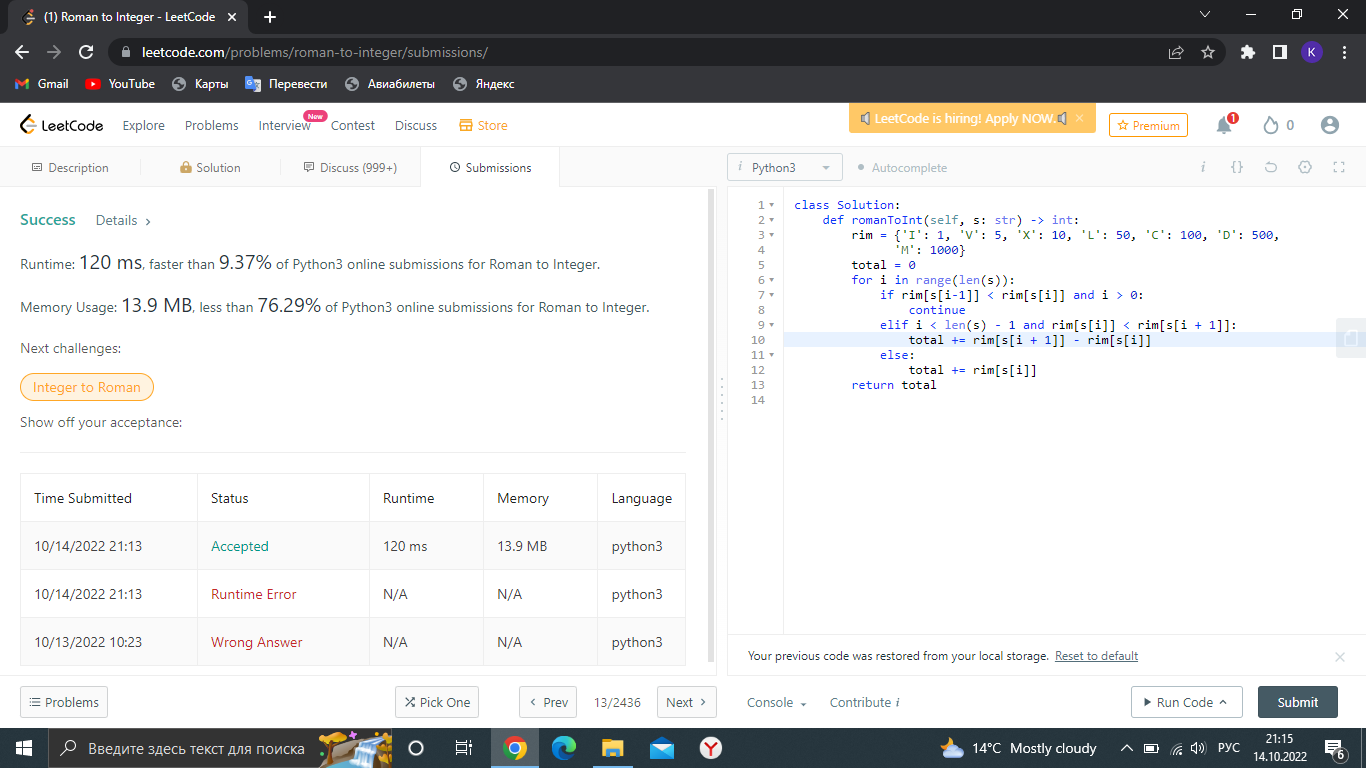 (1) Roman to Integer - LeetCode
leetcode.com/problems/roman-to-integer/submissions/
K
Gmail YouTube Карты Перевести Авиабилеты Яндекс
LeetCode Explore Problems Interview New Contest Discuss Store
LeetCode is hiring! Apply NOW.
Premium 1 0
Description Solution Discuss (999+) Submissions
i Python3 Autocomplete i {}
Success Details
Runtime: 120 ms, faster than 9.37% of Python3 online submissions for Roman to Integer.
Memory Usage: 13.9 MB, less than 76.29% of Python3 online submissions for Roman to Integer.
Next challenges:
Integer to Roman
Show off your acceptance:
Time Submitted Status Runtime Memory Language
10/14/2022 21:13 Accepted 120 ms 13.9 MB python3
10/14/2022 21:13 Runtime Error N/A N/A python3
10/13/2022 10:23 Wrong Answer N/A N/A python3
1 class Solution:
2 def romanToInt(self, s: str) -> int:
3 rim = {'I': 1, 'V': 5, 'X': 10, 'L': 50, 'C': 100, 'D': 500,
4 'M': 1000}
5 total = 0
6 for i in range(len(s)):
7 if rim[s[i-1]] < rim[s[i]] and i > 0:
8 continue
9 elif i < len(s) - 1 and rim[s[i]] < rim[s[i + 1]]:
10 total += rim[s[i + 1]] - rim[s[i]]
11 else:
12 total += rim[s[i]]
13 return total
14
Your previous code was restored from your local storage. Reset to default
Problems Pick One Prev 13/2436 Next
Console Contribute i Run Code Submit
Введите здесь текст для поиска
14°C Mostly cloudy РУС
21:15
14.10.2022
6